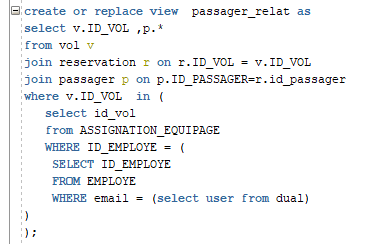 create or replace view  passager_relat as
select v.ID_VOL ,p.*
from vol v
join reservation r on r.ID_VOL = v.ID_VOL
join passager p on p.ID_PASSAGER=r.id_passager
where v.ID_VOL  in (
   select id_vol
   from ASSIGNATION_EQUIPAGE
   WHERE ID_EMPLOYE = (
    SELECT ID_EMPLOYE
    FROM EMPLOYE
    WHERE email = (select user from dual)
)
);